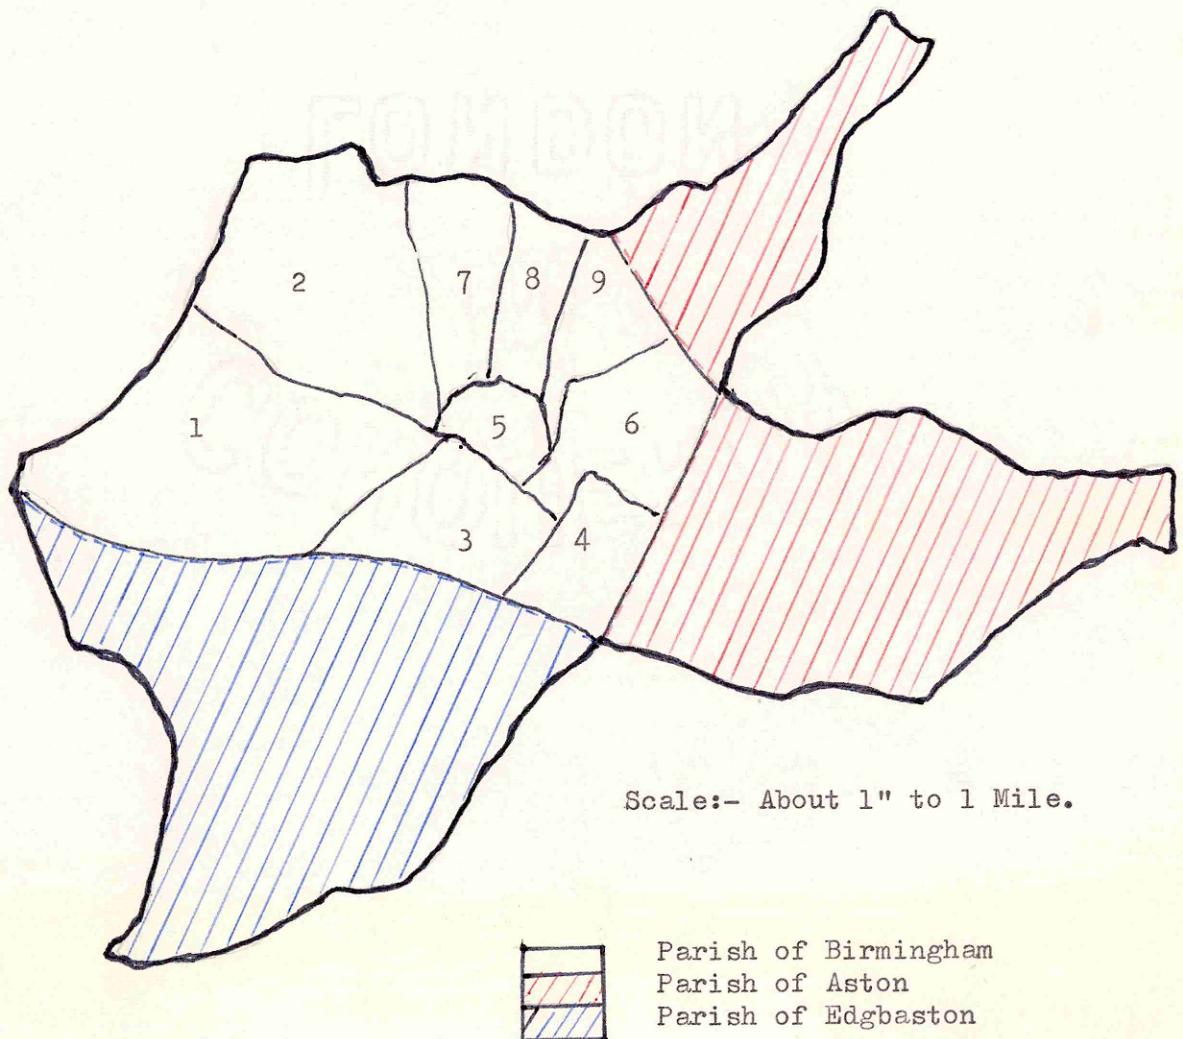 2
7
8
9
1
5
6
3
4
Scale:- About 1" to 1 Mile.
Parish of Birmingham
Parish of Aston
Parish of Edgbaston